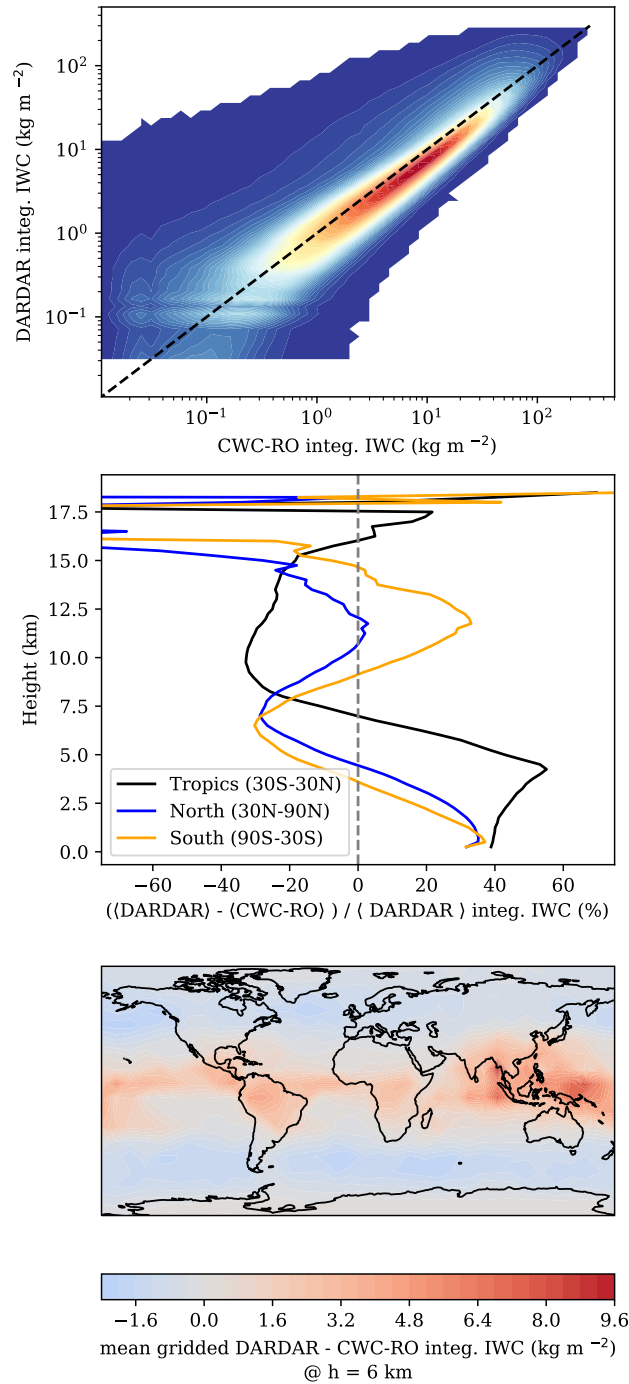 DARDAR integ. IWC (kg m −2)
10²
10¹
10⁰
10⁻¹
10⁻¹ 10⁰ 10¹ 10²
CWC-RO integ. IWC (kg m −2)
Height (km)
17.5
15.0
12.5
10.0
7.5
5.0
2.5
0.0
Tropics (30S-30N)
North (30N-90N)
South (90S-30S)
−60 −40 −20 0 20 40 60
(⟨DARDAR⟩ - ⟨CWC-RO⟩ ) / ⟨ DARDAR ⟩ integ. IWC (%)
−1.6 0.0 1.6 3.2 4.8 6.4 8.0 9.6
mean gridded DARDAR - CWC-RO integ. IWC (kg m −2)
@ h = 6 km